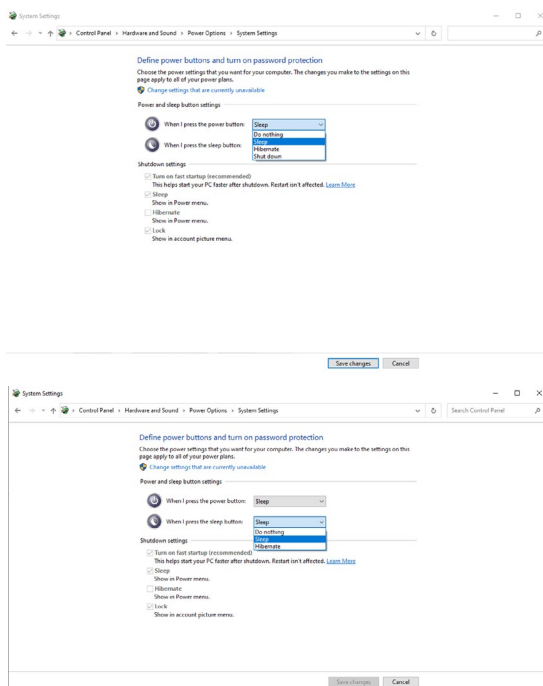 System Settings
Control Panel › Hardware and Sound › Power Options › System Settings
Define power buttons and turn on password protection
Choose the power settings that you want for your computer. The changes you make to the settings on this
page apply to all of your power plans.
Change settings that are currently unavailable
Power and sleep button settings
When I press the power button: Sleep
Do nothing
Sleep
Hibernate
Shut down
When I press the sleep button:
Shutdown settings
Turn on fast startup (recommended)
This helps start your PC faster after shutdown. Restart isn't affected. Learn More
Sleep
Show in Power menu.
Hibernate
Show in Power menu.
Lock
Show in account picture menu.
Save changes Cancel
System Settings
Control Panel › Hardware and Sound › Power Options › System Settings Search Control Panel
Define power buttons and turn on password protection
Choose the power settings that you want for your computer. The changes you make to the settings on this
page apply to all of your power plans.
Change settings that are currently unavailable
Power and sleep button settings
When I press the power button: Sleep
When I press the sleep button: Sleep
Do nothing
Sleep
Hibernate
Shutdown settings
Turn on fast startup (recommended)
This helps start your PC faster after shutdown. Restart isn't affected. Learn More
Sleep
Show in Power menu.
Hibernate
Show in Power menu.
Lock
Show in account picture menu.
Save changes Cancel